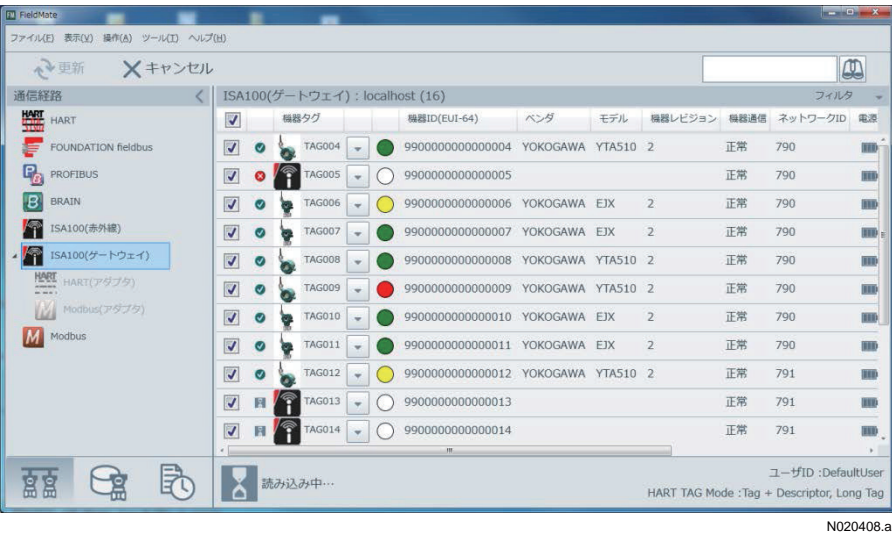 FieldMate
ファイル(F) 表示(V) 操作(A) ツール(T) ヘルプ(H)
更新 キャンセル
通信経路
HART HART
FOUNDATION fieldbus
PROFIBUS
B BRAIN
ISA100(赤外線)
ISA100(ゲートウェイ)
HART HART(アダプタ)
M Modbus(アダプタ)
M Modbus
ISA100(ゲートウェイ) : localhost (16) フィルタ
機器タグ 機器ID(EUI-64) ベンダ モデル 機器レビジョン 機器通信 ネットワークID 電源
TAG004 9900000000000004 YOKOGAWA YTA510 2 正常 790
TAG005 9900000000000005 正常 790
TAG006 9900000000000006 YOKOGAWA EJX 2 正常 790
TAG007 9900000000000007 YOKOGAWA EJX 2 正常 790
TAG008 9900000000000008 YOKOGAWA YTA510 2 正常 790
TAG009 9900000000000009 YOKOGAWA YTA510 2 正常 790
TAG010 9900000000000010 YOKOGAWA EJX 2 正常 790
TAG011 9900000000000011 YOKOGAWA EJX 2 正常 790
TAG012 9900000000000012 YOKOGAWA YTA510 2 正常 791
TAG013 9900000000000013 正常 791
TAG014 9900000000000014 正常 791
読み込み中…
ユーザID :DefaultUser
HART TAG Mode :Tag + Descriptor, Long Tag
N020408.a